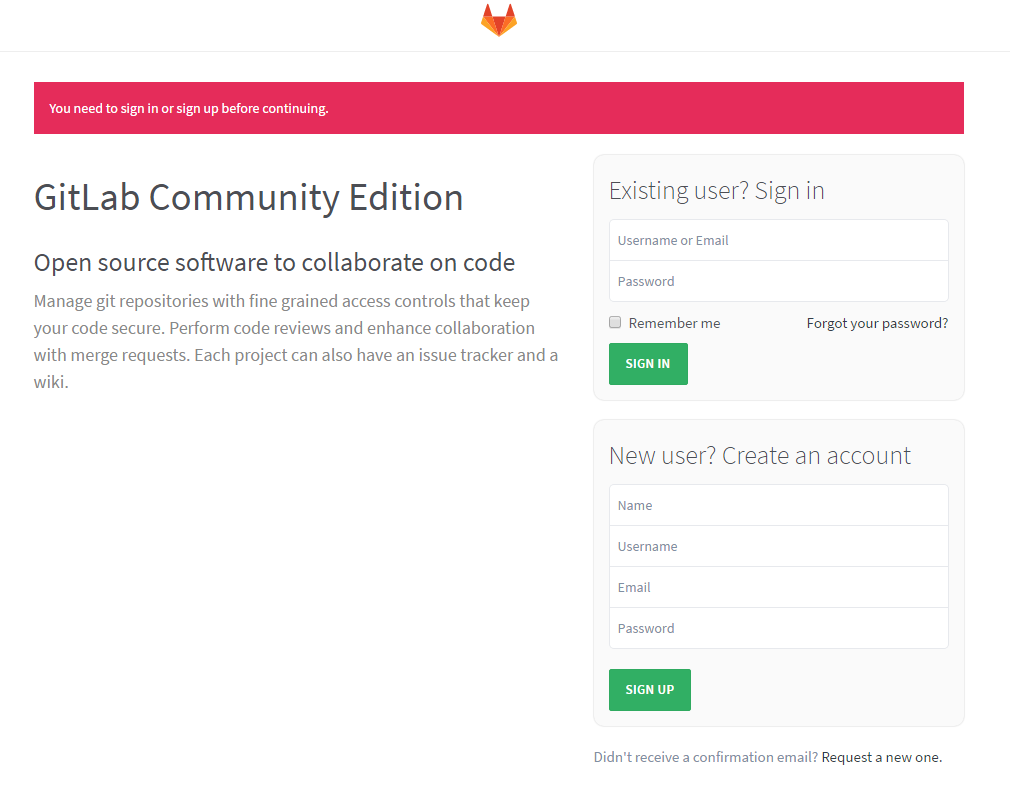 You need to sign in or sign up before continuing.
GitLab Community Edition
Open source software to collaborate on code
Manage git repositories with fine grained access controls that keep
your code secure. Perform code reviews and enhance collaboration
with merge requests. Each project can also have an issue tracker and a
wiki.
Existing user? Sign in
Username or Email
Password
Remember me
Forgot your password?
SIGN IN
New user? Create an account
Name
Username
Email
Password
SIGN UP
Didn't receive a confirmation email? Request a new one.